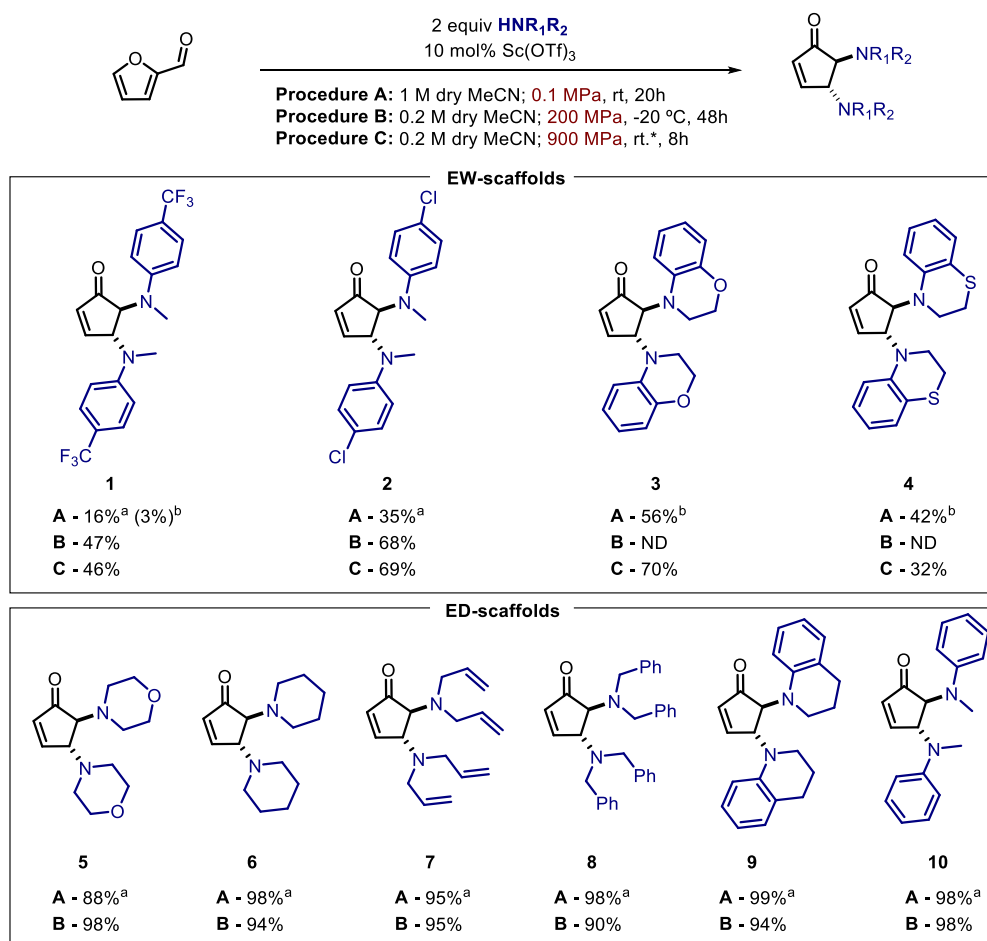 2 equiv HNR₁R₂
10 mol% Sc(OTf)₃
Procedure A: 1 M dry MeCN; 0.1 MPa, rt, 20h
Procedure B: 0.2 M dry MeCN; 200 MPa, -20 ºC, 48h
Procedure C: 0.2 M dry MeCN; 900 MPa, rt.*, 8h
O O
O NR₁R₂ NR₁R₂
EW-scaffolds
CF₃ O N N F₃C
Cl O N N Cl
O N O N O
O N S N S
1 2 3 4
A - 16%ᵃ (3%)ᵇ A - 35%ᵃ A - 56%ᵇ A - 42%ᵇ
B - 47% B - 68% B - ND B - ND
C - 46% C - 69% C - 70% C - 32%
ED-scaffolds
O N O N O
O N N
O N N
O N Ph Ph N Ph Ph
O N N
O N N
5 6 7 8 9 10
A - 88%ᵃ A - 98%ᵃ A - 95%ᵃ A - 98%ᵃ A - 99%ᵃ A - 98%ᵃ
B - 98% B - 94% B - 95% B - 90% B - 94% B - 98%